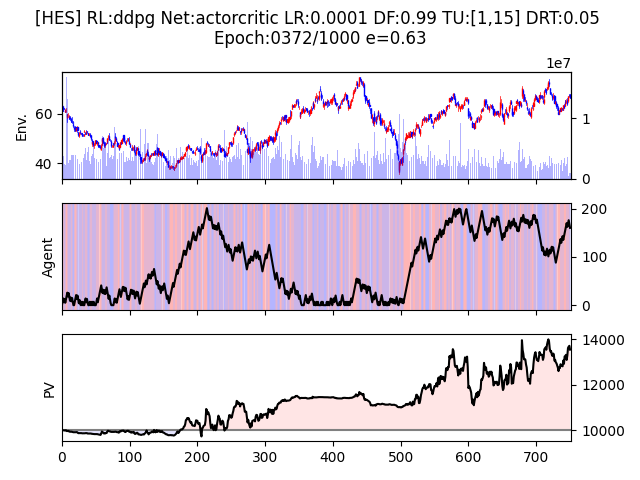 [HES] RL:ddpg Net:actorcritic LR:0.0001 DF:0.99 TU:[1,15] DRT:0.05
Epoch:0372/1000 e=0.63
1e7
Env.
60
40
1
0
Agent
200
100
0
PV
14000
12000
10000
0 100 200 300 400 500 600 700